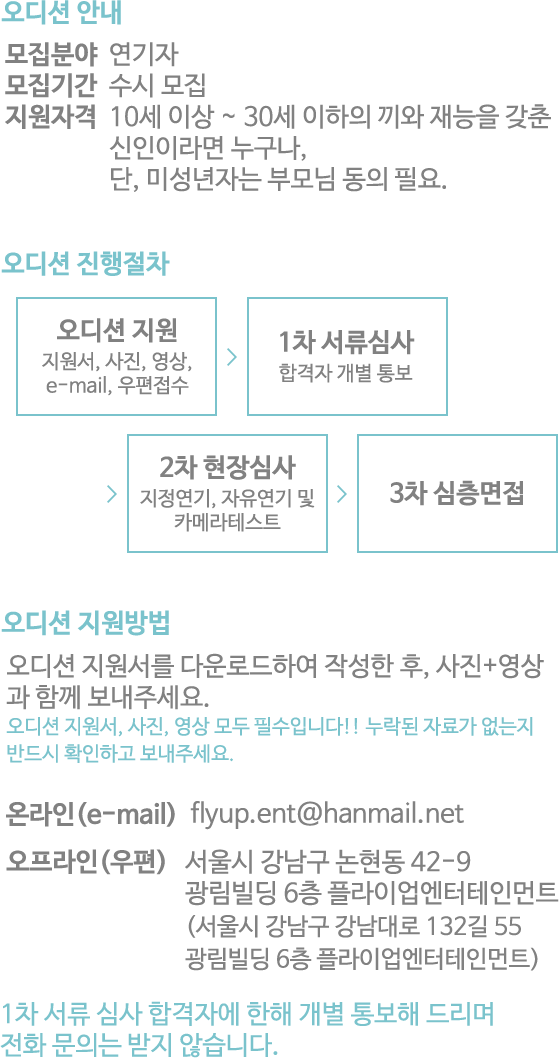 오디션 안내
모집분야 연기자
모집기간 수시 모집
지원자격 10세 이상 ~ 30세 이하의 끼와 재능을 갖춘
신인이라면 누구나,
단, 미성년자는 부모님 동의 필요.
오디션 진행절차
오디션 지원
지원서, 사진, 영상,
e-mail, 우편접수
>
1차 서류심사
합격자 개별 통보
>
2차 현장심사
지정연기, 자유연기 및
카메라테스트
>
3차 심층면접
오디션 지원방법
오디션 지원서를 다운로드하여 작성한 후, 사진+영상
과 함께 보내주세요.
오디션 지원서, 사진, 영상 모두 필수입니다!! 누락된 자료가 없는지
반드시 확인하고 보내주세요.
온라인(e-mail) flyup.ent@hanmail.net
오프라인(우편) 서울시 강남구 논현동 42-9
광림빌딩 6층 플라이업엔터테인먼트
(서울시 강남구 강남대로 132길 55
광림빌딩 6층 플라이업엔터테인먼트)
1차 서류 심사 합격자에 한해 개별 통보해 드리며
전화 문의는 받지 않습니다.